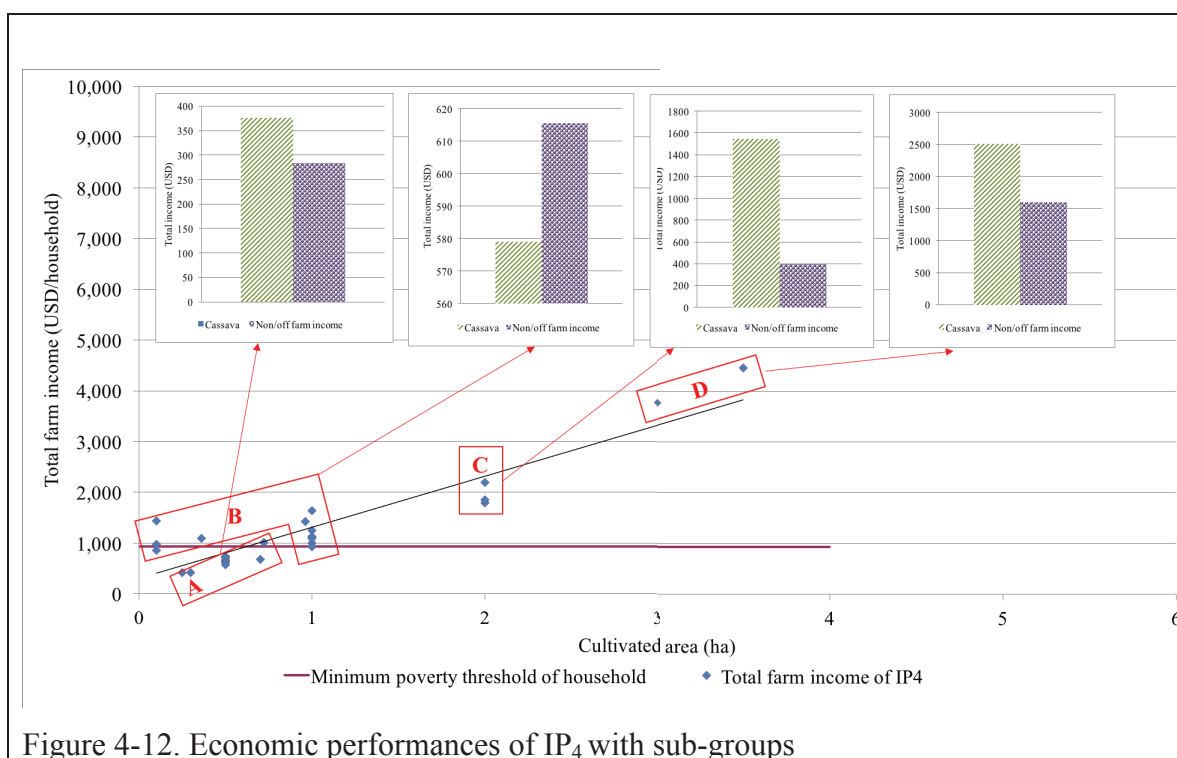 Total farm income (USD/household)
10,000
9,000
8,000
7,000
6,000
5,000
4,000
3,000
2,000
1,000
0
Total income (USD)
400
350
300
250
200
150
100
50
0
Cassava Non/off farm income
Total income (USD)
620
610
600
590
580
570
560
Cassava Non/off farm income
Total income (USD)
1800
1600
1400
1200
1000
800
600
400
200
0
Cassava Non/off farm income
Total income (USD)
3000
2500
2000
1500
1000
500
0
Cassava Non/off farm income
A
B
C
D
0 1 2 3 4 5 6
Cultivated area (ha)
Minimum poverty threshold of household Total farm income of IP4
Figure 4-12. Economic performances of IP₄ with sub-groups